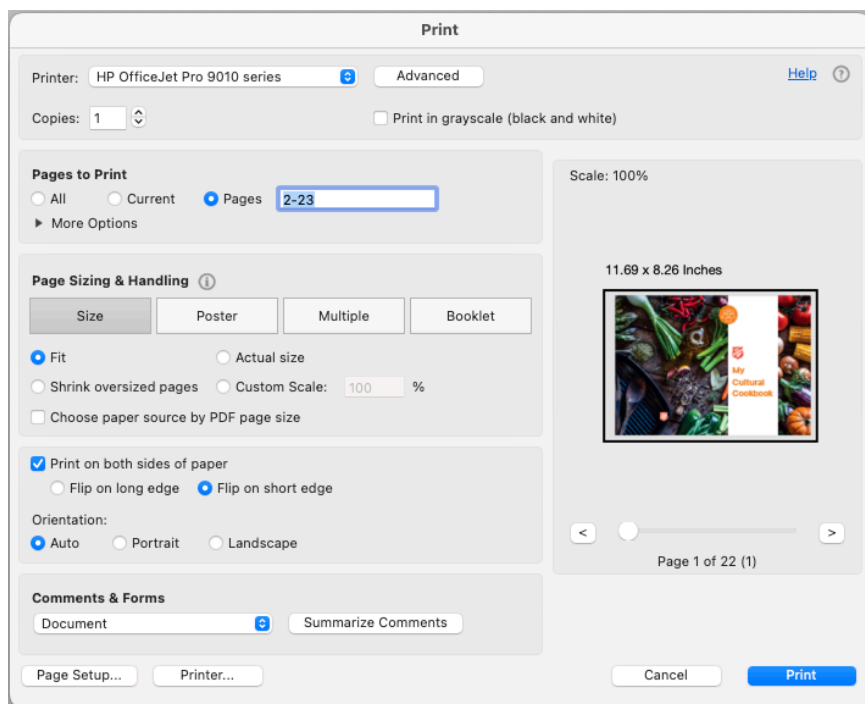 Print
Printer: HP OfficeJet Pro 9010 series Advanced Help ?
Copies: 1 Print in grayscale (black and white)
Pages to Print
All Current Pages 2-23
More Options
Page Sizing & Handling i
Size Poster Multiple Booklet
Fit Actual size
Shrink oversized pages Custom Scale: 100 %
Choose paper source by PDF page size
Print on both sides of paper
Flip on long edge Flip on short edge
Orientation:
Auto Portrait Landscape
Comments & Forms
Document Summarize Comments
Scale: 100%
11.69 x 8.26 Inches
My
Cultural
Cookbook
< >
Page 1 of 22 (1)
Page Setup... Printer... Cancel Print